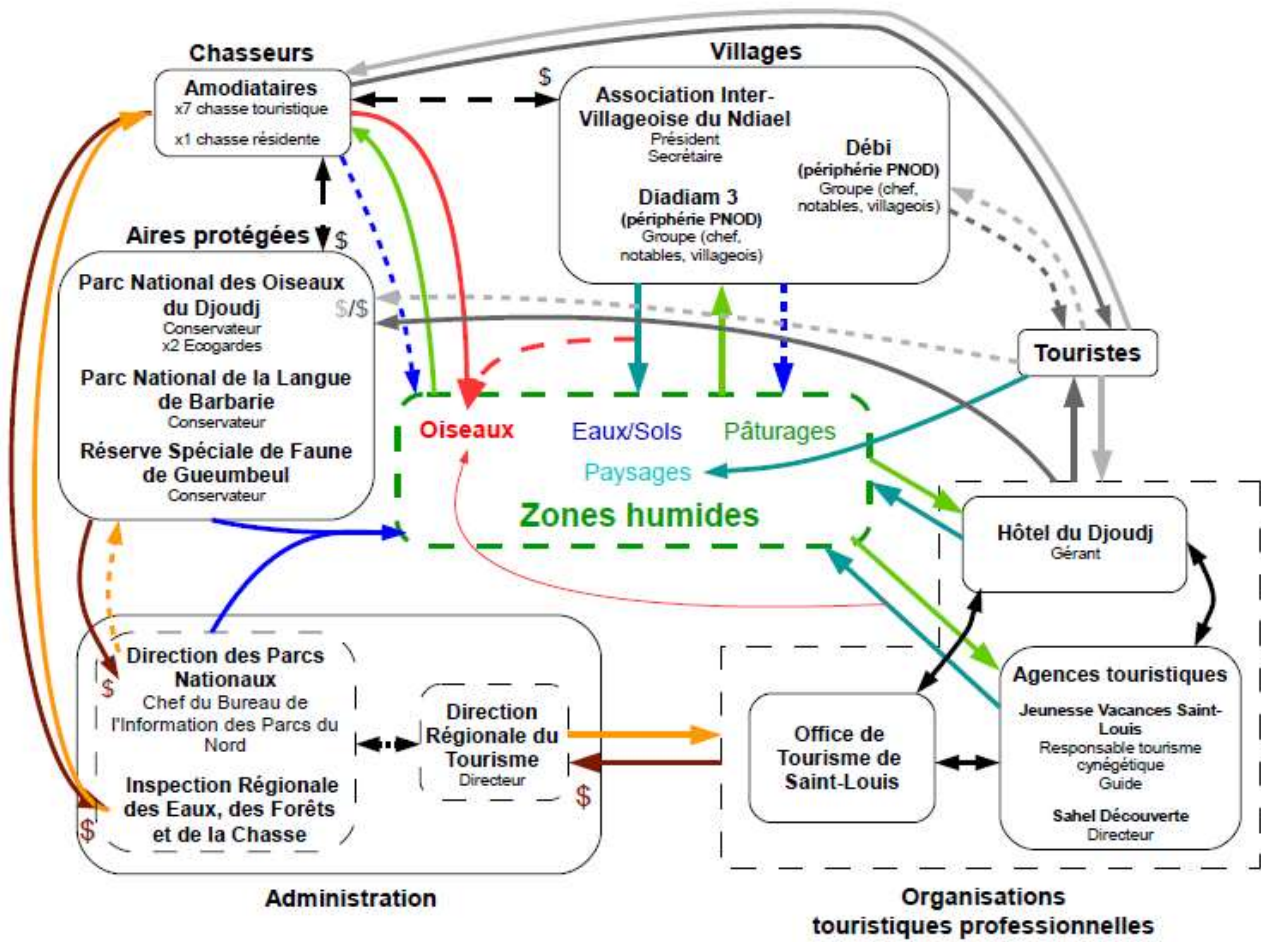 Chasseurs
Amodiataires
x7 chasse touristique
x1 chasse résidente
$
Villages
Association Inter-
Villageoise du Ndiael
Président
Secrétaire
Diadiam 3
(périphérie PNOD)
Groupe (chef,
notables, villageois)
Débi
(périphérie PNOD)
Groupe (chef,
notables, villageois)
Aires protégées
$
Parc National des Oiseaux
du Djoudj
Conservateur
x2 Ecogardes
$/$
Parc National de la Langue
de Barbarie
Conservateur
Réserve Spéciale de Faune
de Gueumbeul
Conservateur
Touristes
Oiseaux
Eaux/Sols
Pâturages
Paysages
Zones humides
Hôtel du Djoudj
Gérant
Direction des Parcs
Nationaux
$
Chef du Bureau de
l'Information des Parcs du
Nord
Inspection Régionale
des Eaux, des Forêts
et de la Chasse
$
Direction
Régionale du
Tourisme
Directeur
$
Administration
Office de
Tourisme de
Saint-Louis
Agences touristiques
Jeunesse Vacances Saint-
Louis
Responsable tourisme
cynégétique
Guide
Sahel Découverte
Directeur
Organisations
touristiques professionnelles